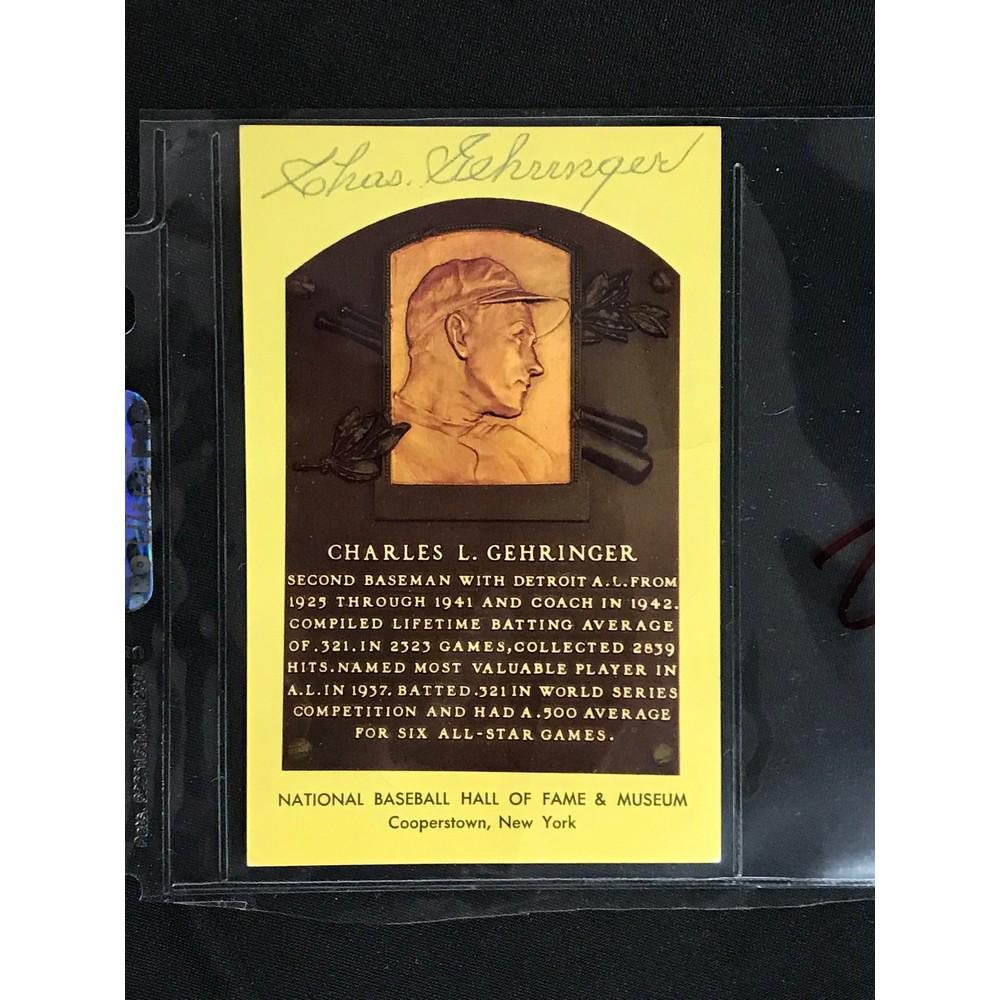 Chas. Gehringer
CHARLES L. GEHRINGER
SECOND BASEMAN WITH DETROIT A.L. FROM
1925 THROUGH 1941 AND COACH IN 1942.
COMPILED LIFETIME BATTING AVERAGE
OF .321. IN 2323 GAMES, COLLECTED 2839
HITS. NAMED MOST VALUABLE PLAYER IN
A.L. IN 1937. BATTED .321 IN WORLD SERIES
COMPETITION AND HAD A .500 AVERAGE
FOR SIX ALL-STAR GAMES.
NATIONAL BASEBALL HALL OF FAME & MUSEUM
Cooperstown, New York